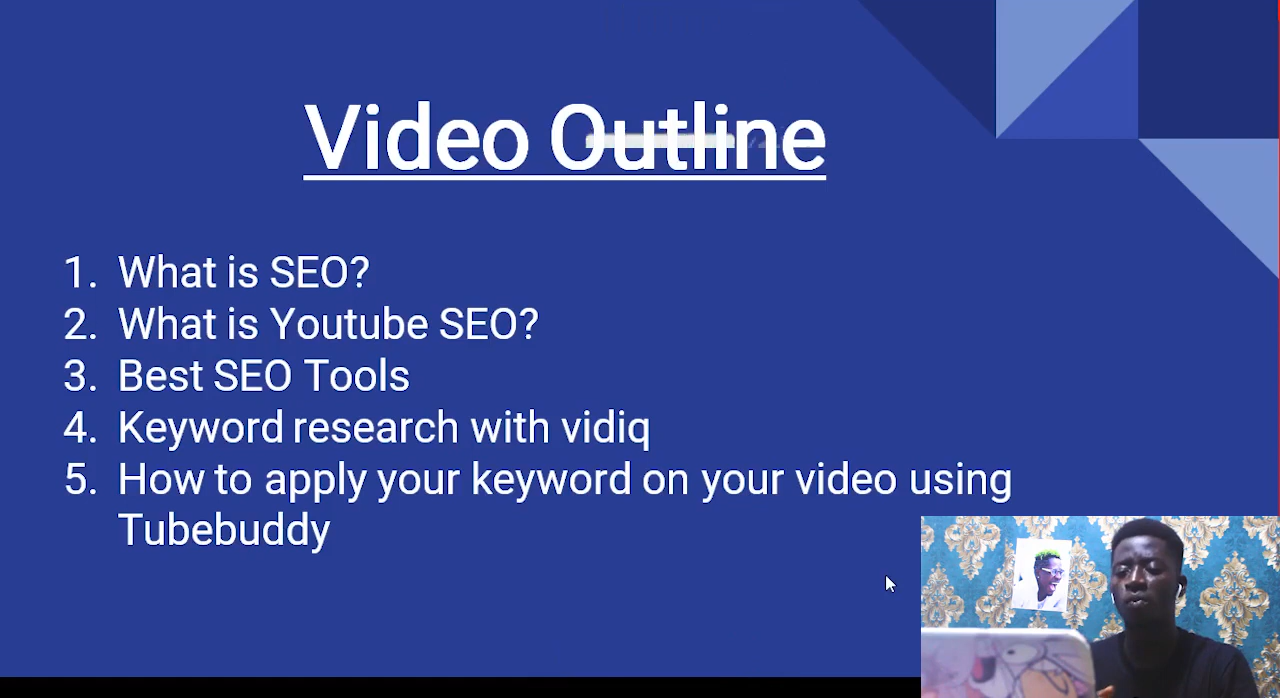 Video Outline
1. What is SEO?
2. What is Youtube SEO?
3. Best SEO Tools
4. Keyword research with vidiq
5. How to apply your keyword on your video using
Tubebuddy